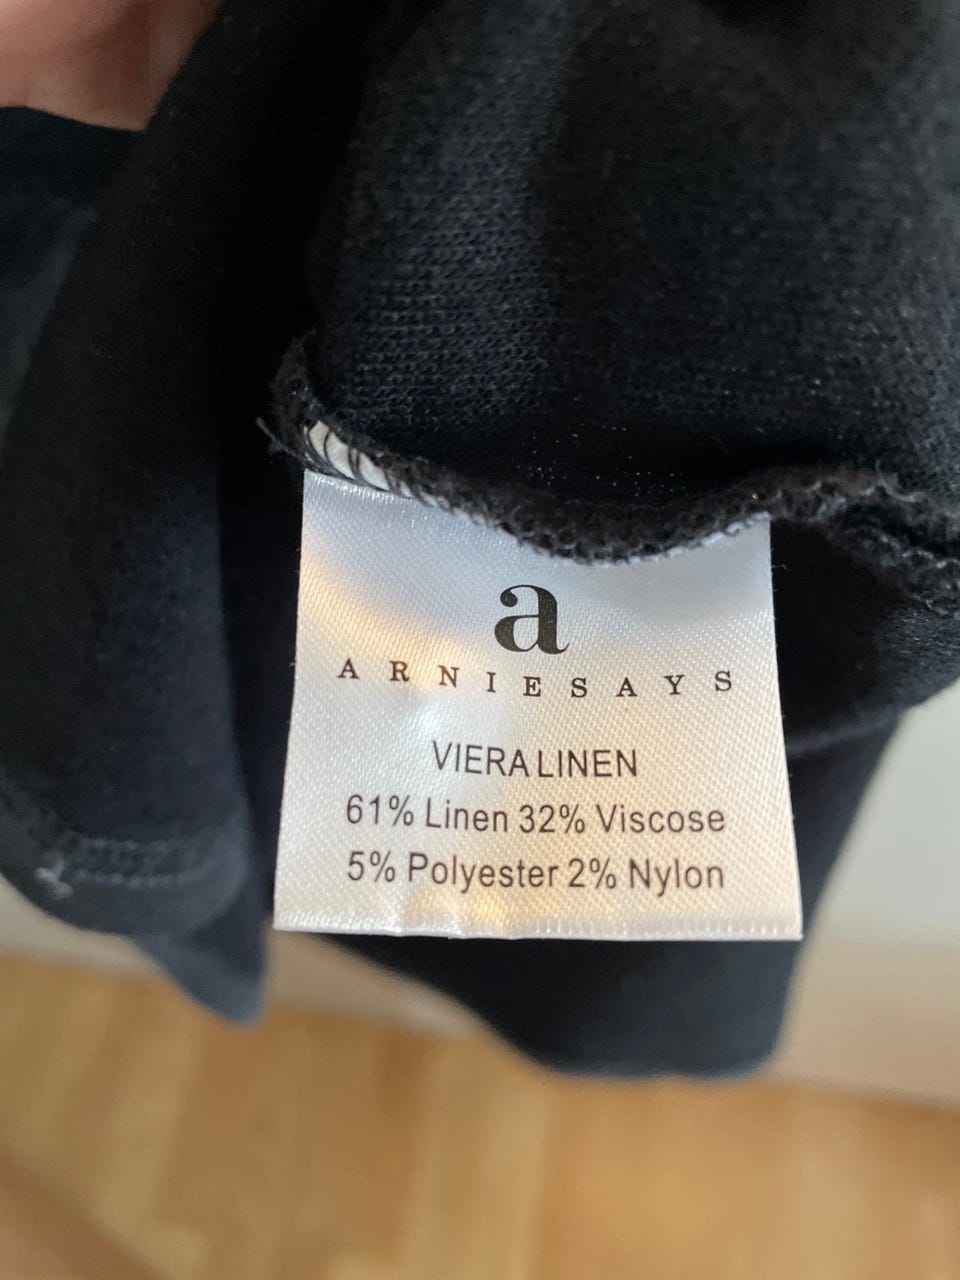 a
ARNIESAYS
VIERA LINEN
61% Linen 32% Viscose
5% Polyester 2% Nylon